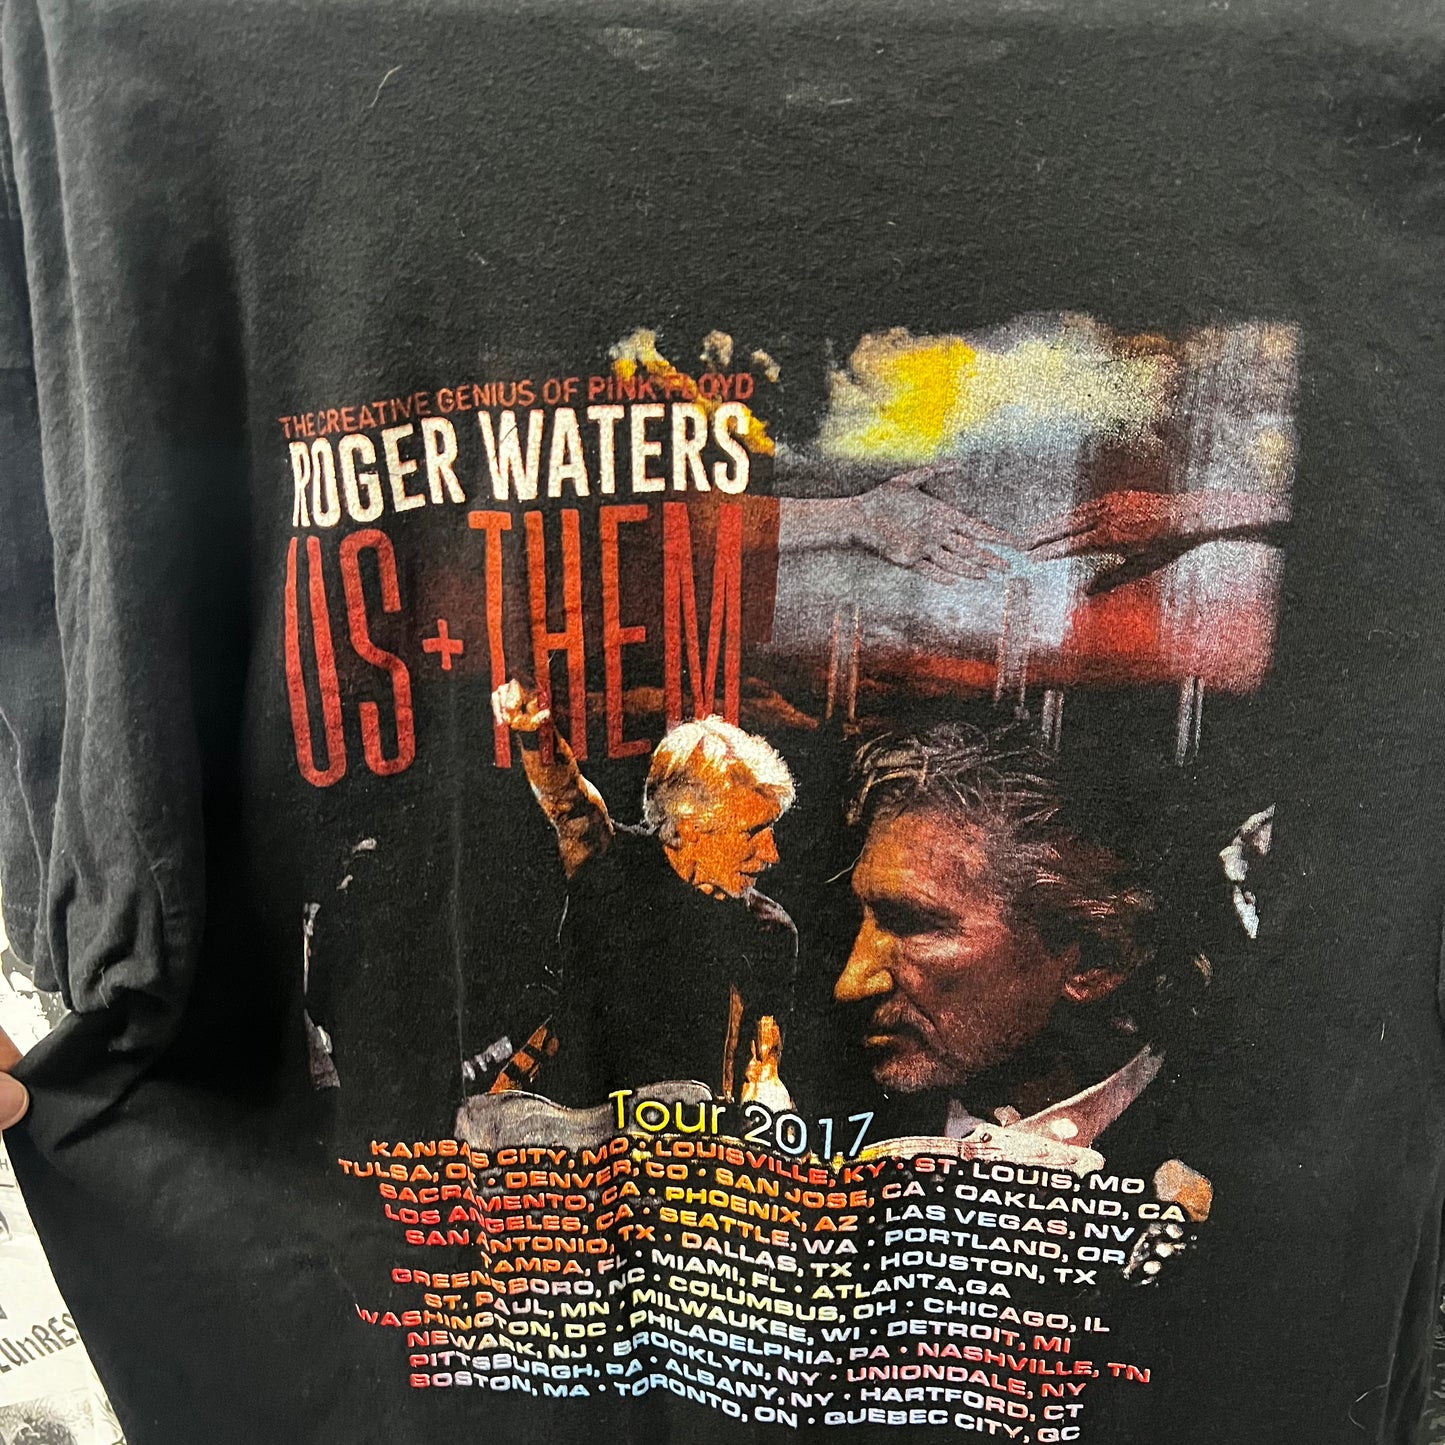 THE CREATIVE GENIUS OF PINK FLOYD
ROGER WATERS
US + THEM
Tour 2017
KANSAS CITY, MO • LOUISVILLE, KY • ST. LOUIS, MO
TULSA, OK • DENVER, CO • SAN JOSE, CA • OAKLAND, CA
SACRAMENTO, CA • PHOENIX, AZ • LAS VEGAS, NV
LOS ANGELES, CA • SEATTLE, WA • PORTLAND, OR
SAN ANTONIO, TX • DALLAS, TX • HOUSTON, TX
TAMPA, FL • MIAMI, FL • ATLANTA, GA
GREENSBORO, NC • COLUMBUS, OH • CHICAGO, IL
ST. PAUL, MN • MILWAUKEE, WI • DETROIT, MI
WASHINGTON, DC • PHILADELPHIA, PA • NASHVILLE, TN
NEWARK, NJ • BROOKLYN, NY • UNIONDALE, NY
PITTSBURGH, PA • ALBANY, NY • HARTFORD, CT
BOSTON, MA • TORONTO, ON • QUEBEC CITY, QC